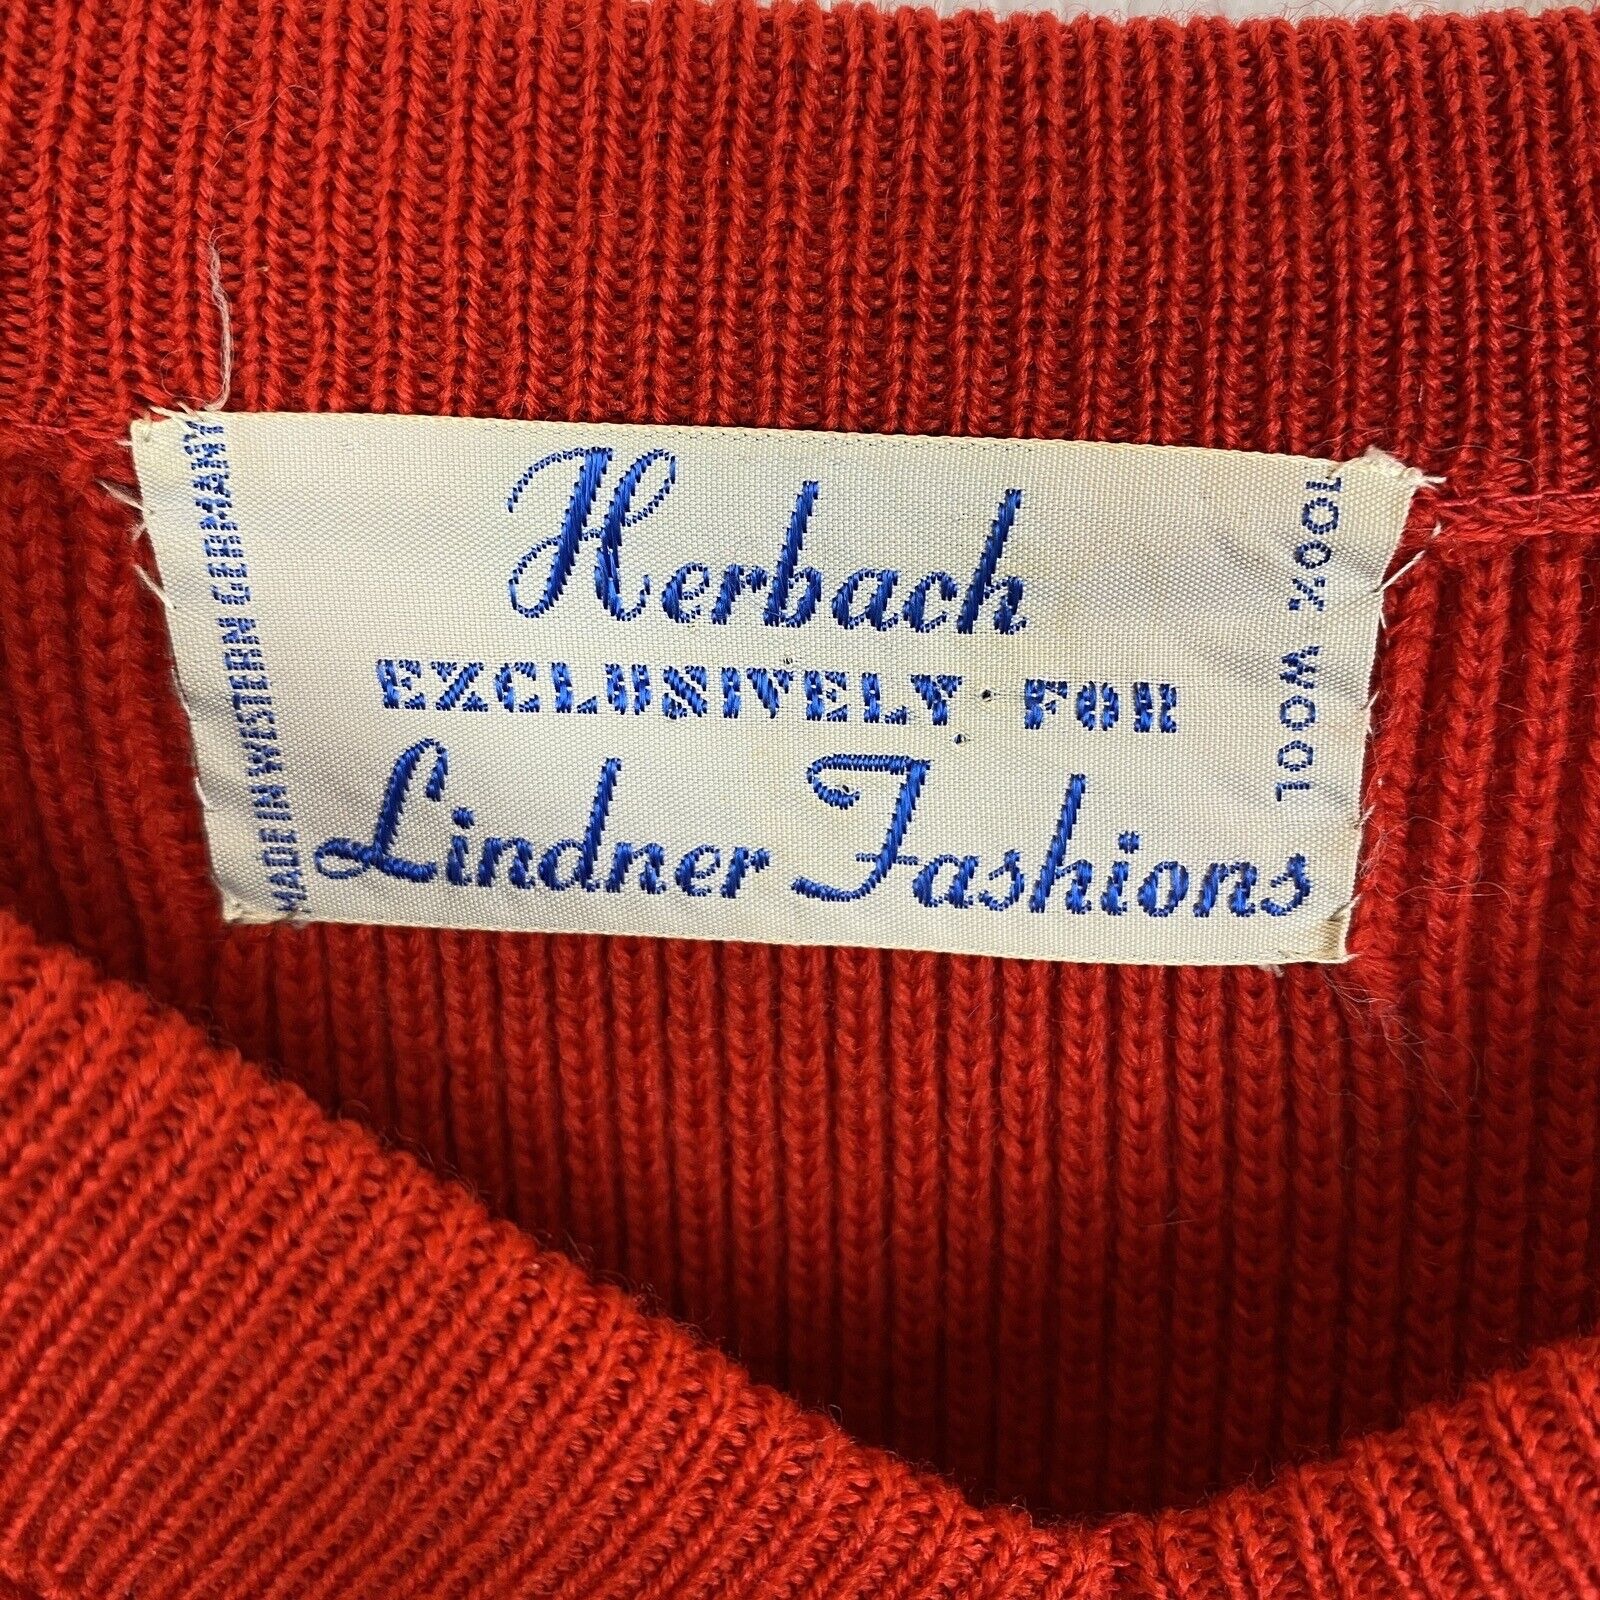 Herbach
EXCLUSIVELY FOR
Lindner Fashions
MADE IN WESTERN GERMANY
100% WOOL